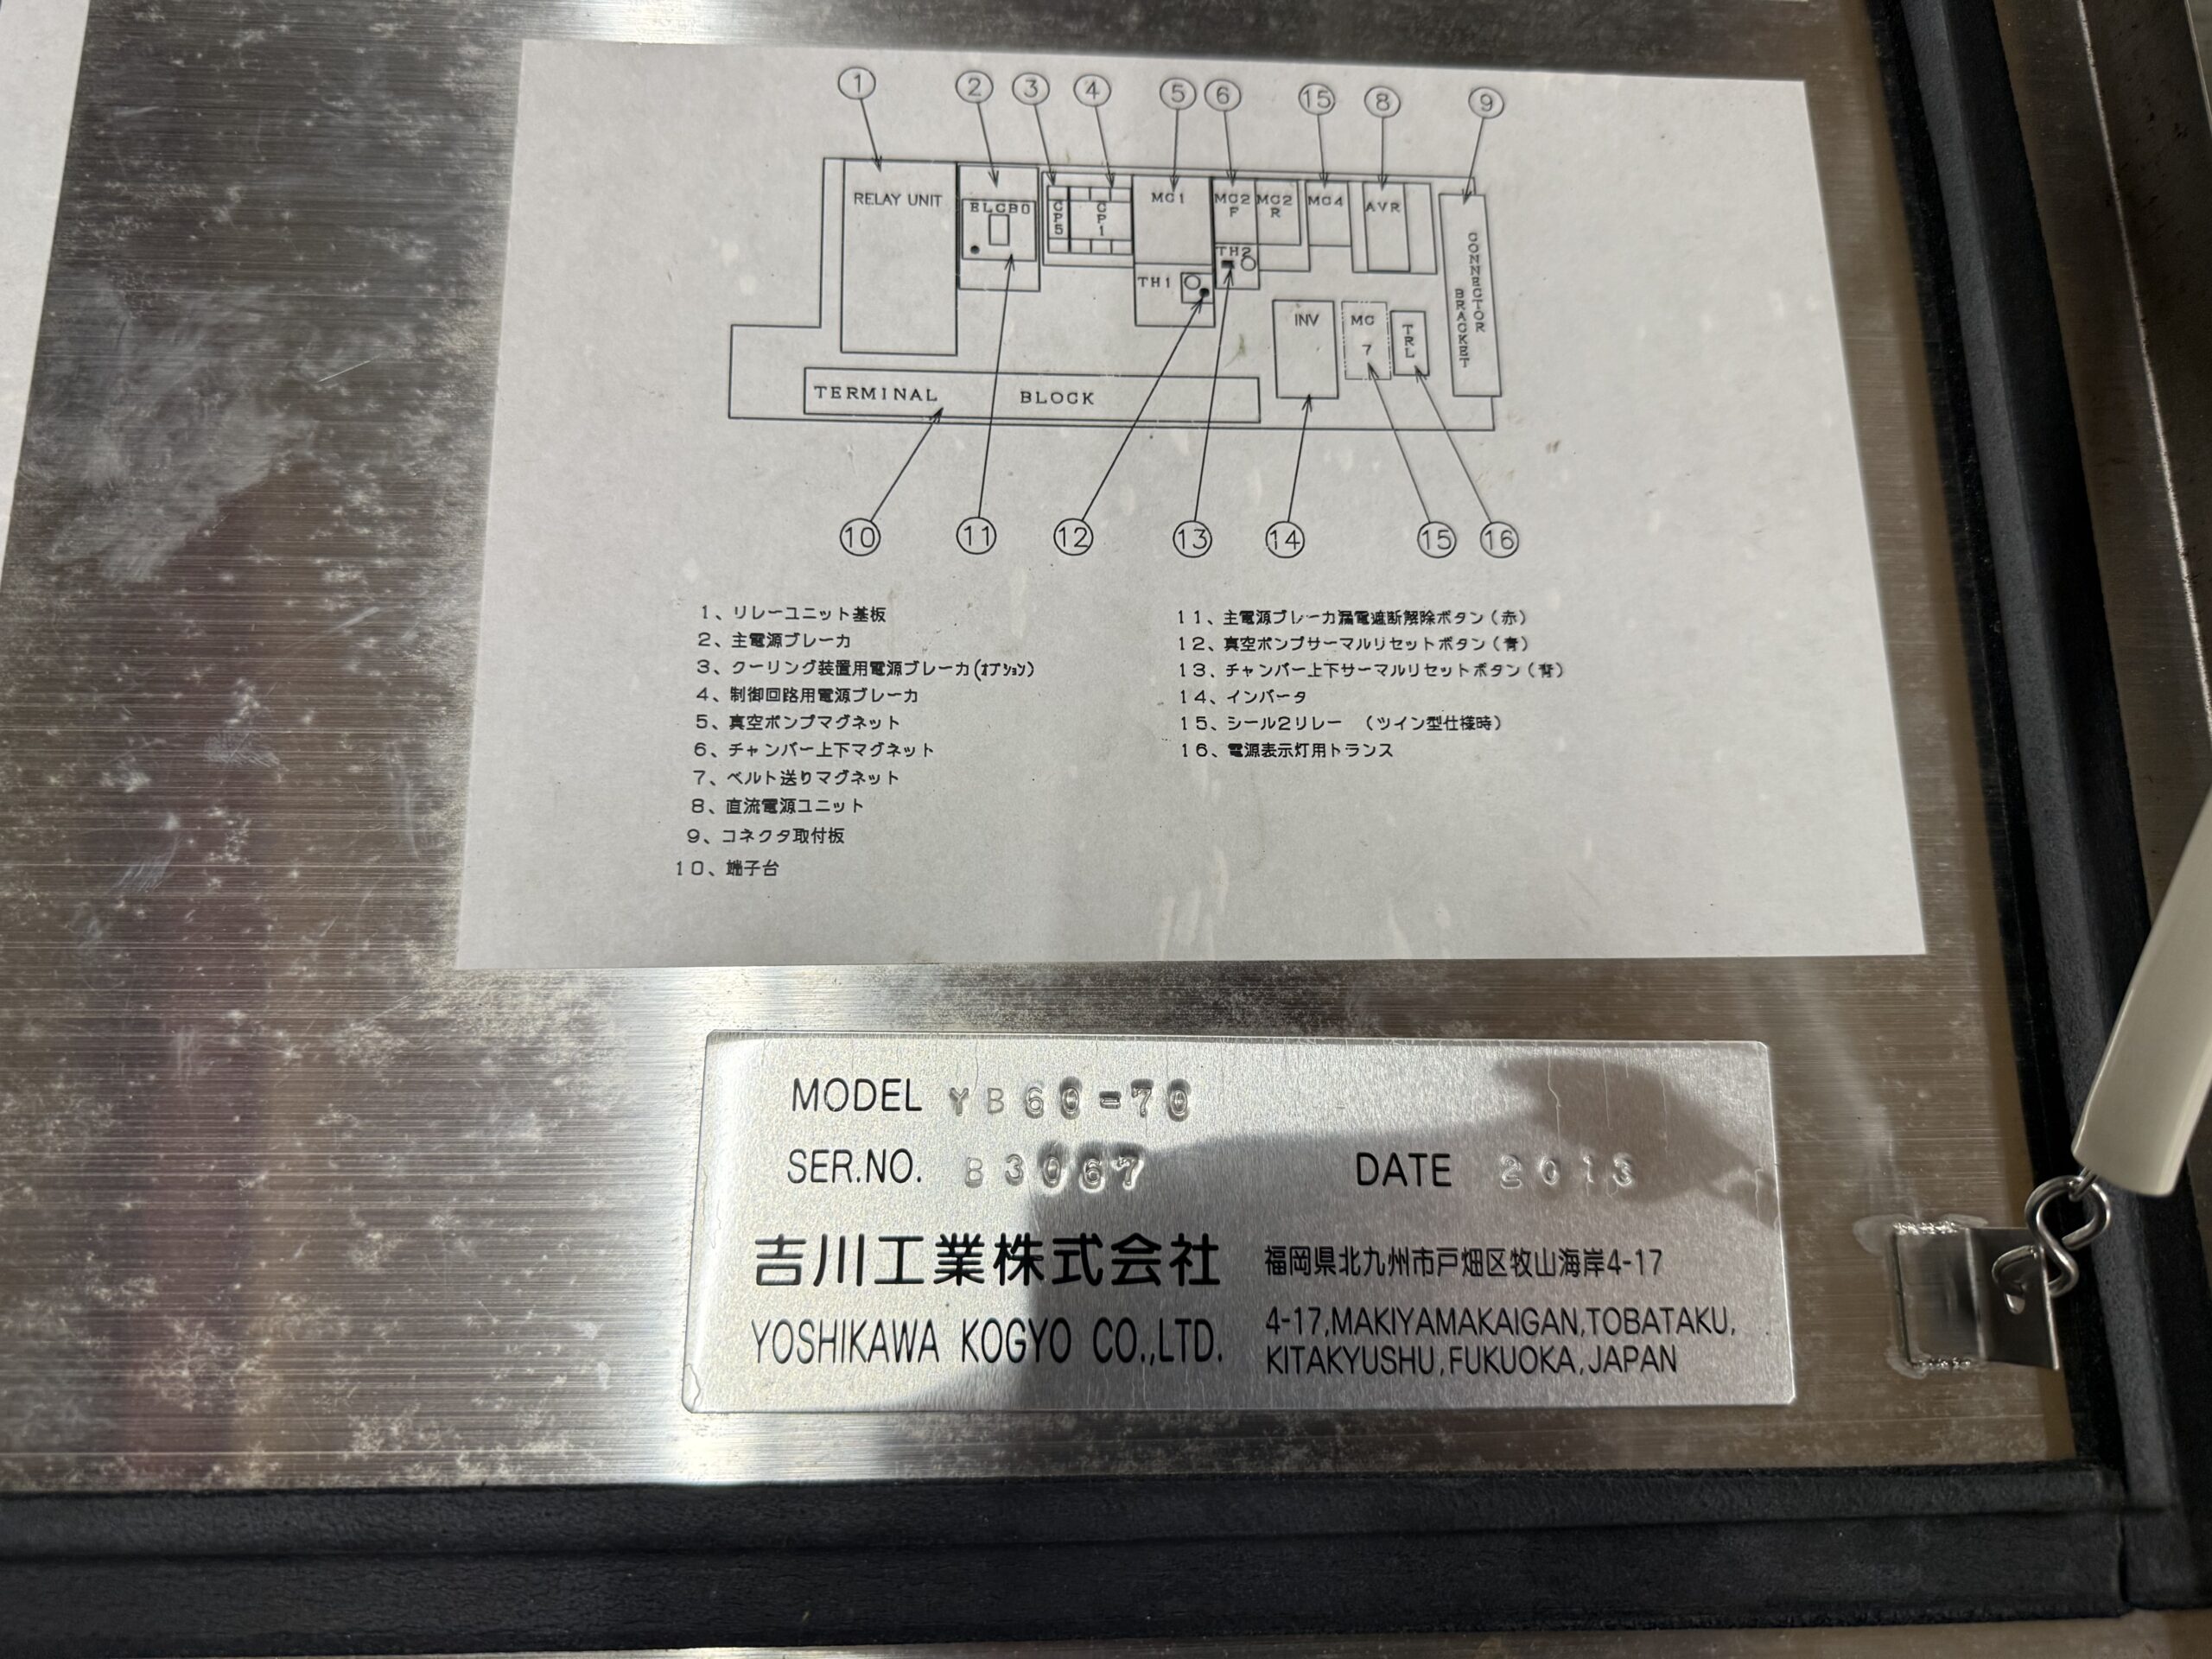 ① ② ③ ④ ⑤ ⑥ ⑮ ⑧ ⑨
RELAY UNIT
ELCB0
CP5
CP1
MC1
MC2 F
MC2 R
MC4
AVR
CONNECTOR BRACKET
TH1
TH2
INV
MC 7
TRL
TERMINAL BLOCK
⑩ ⑪ ⑫ ⑬ ⑭ ⑮ ⑯
1、リレーユニット基板
2、主電源ブレーカ
3、クーリング装置用電源ブレーカ(オプション)
4、制御回路用電源ブレーカ
5、真空ポンプマグネット
6、チャンバー上下マグネット
7、ベルト送りマグネット
8、直流電源ユニット
9、コネクタ取付板
10、端子台
11、主電源ブレーカ漏電遮断解除ボタン(赤)
12、真空ポンプサーマルリセットボタン(青)
13、チャンバー上下サーマルリセットボタン(青)
14、インバータ
15、シール2リレー (ツイン型仕様時)
16、電源表示灯用トランス
MODEL YB60-70
SER.NO. B3067 DATE 2013
吉川工業株式会社
YOSHIKAWA KOGYO CO.,LTD.
福岡県北九州市戸畑区牧山海岸4-17
4-17,MAKIYAMAKAIGAN,TOBATAKU,
KITAKYUSHU,FUKUOKA,JAPAN